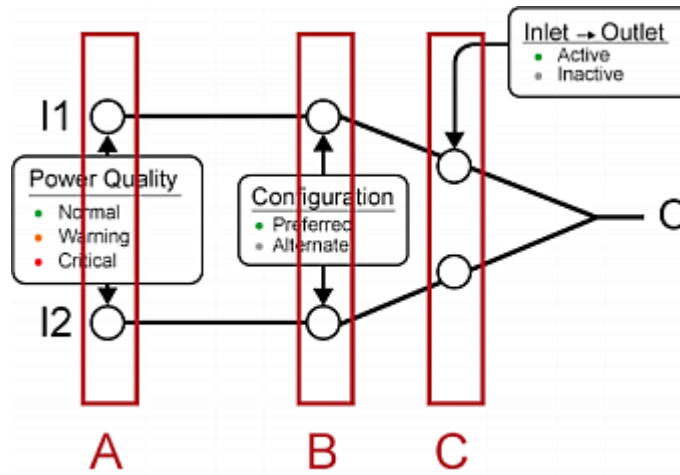 Inlet → Outlet
Active
Inactive
I1
Power Quality
Normal
Warning
Critical
Configuration
Preferred
Alternate
O
I2
A
B
C